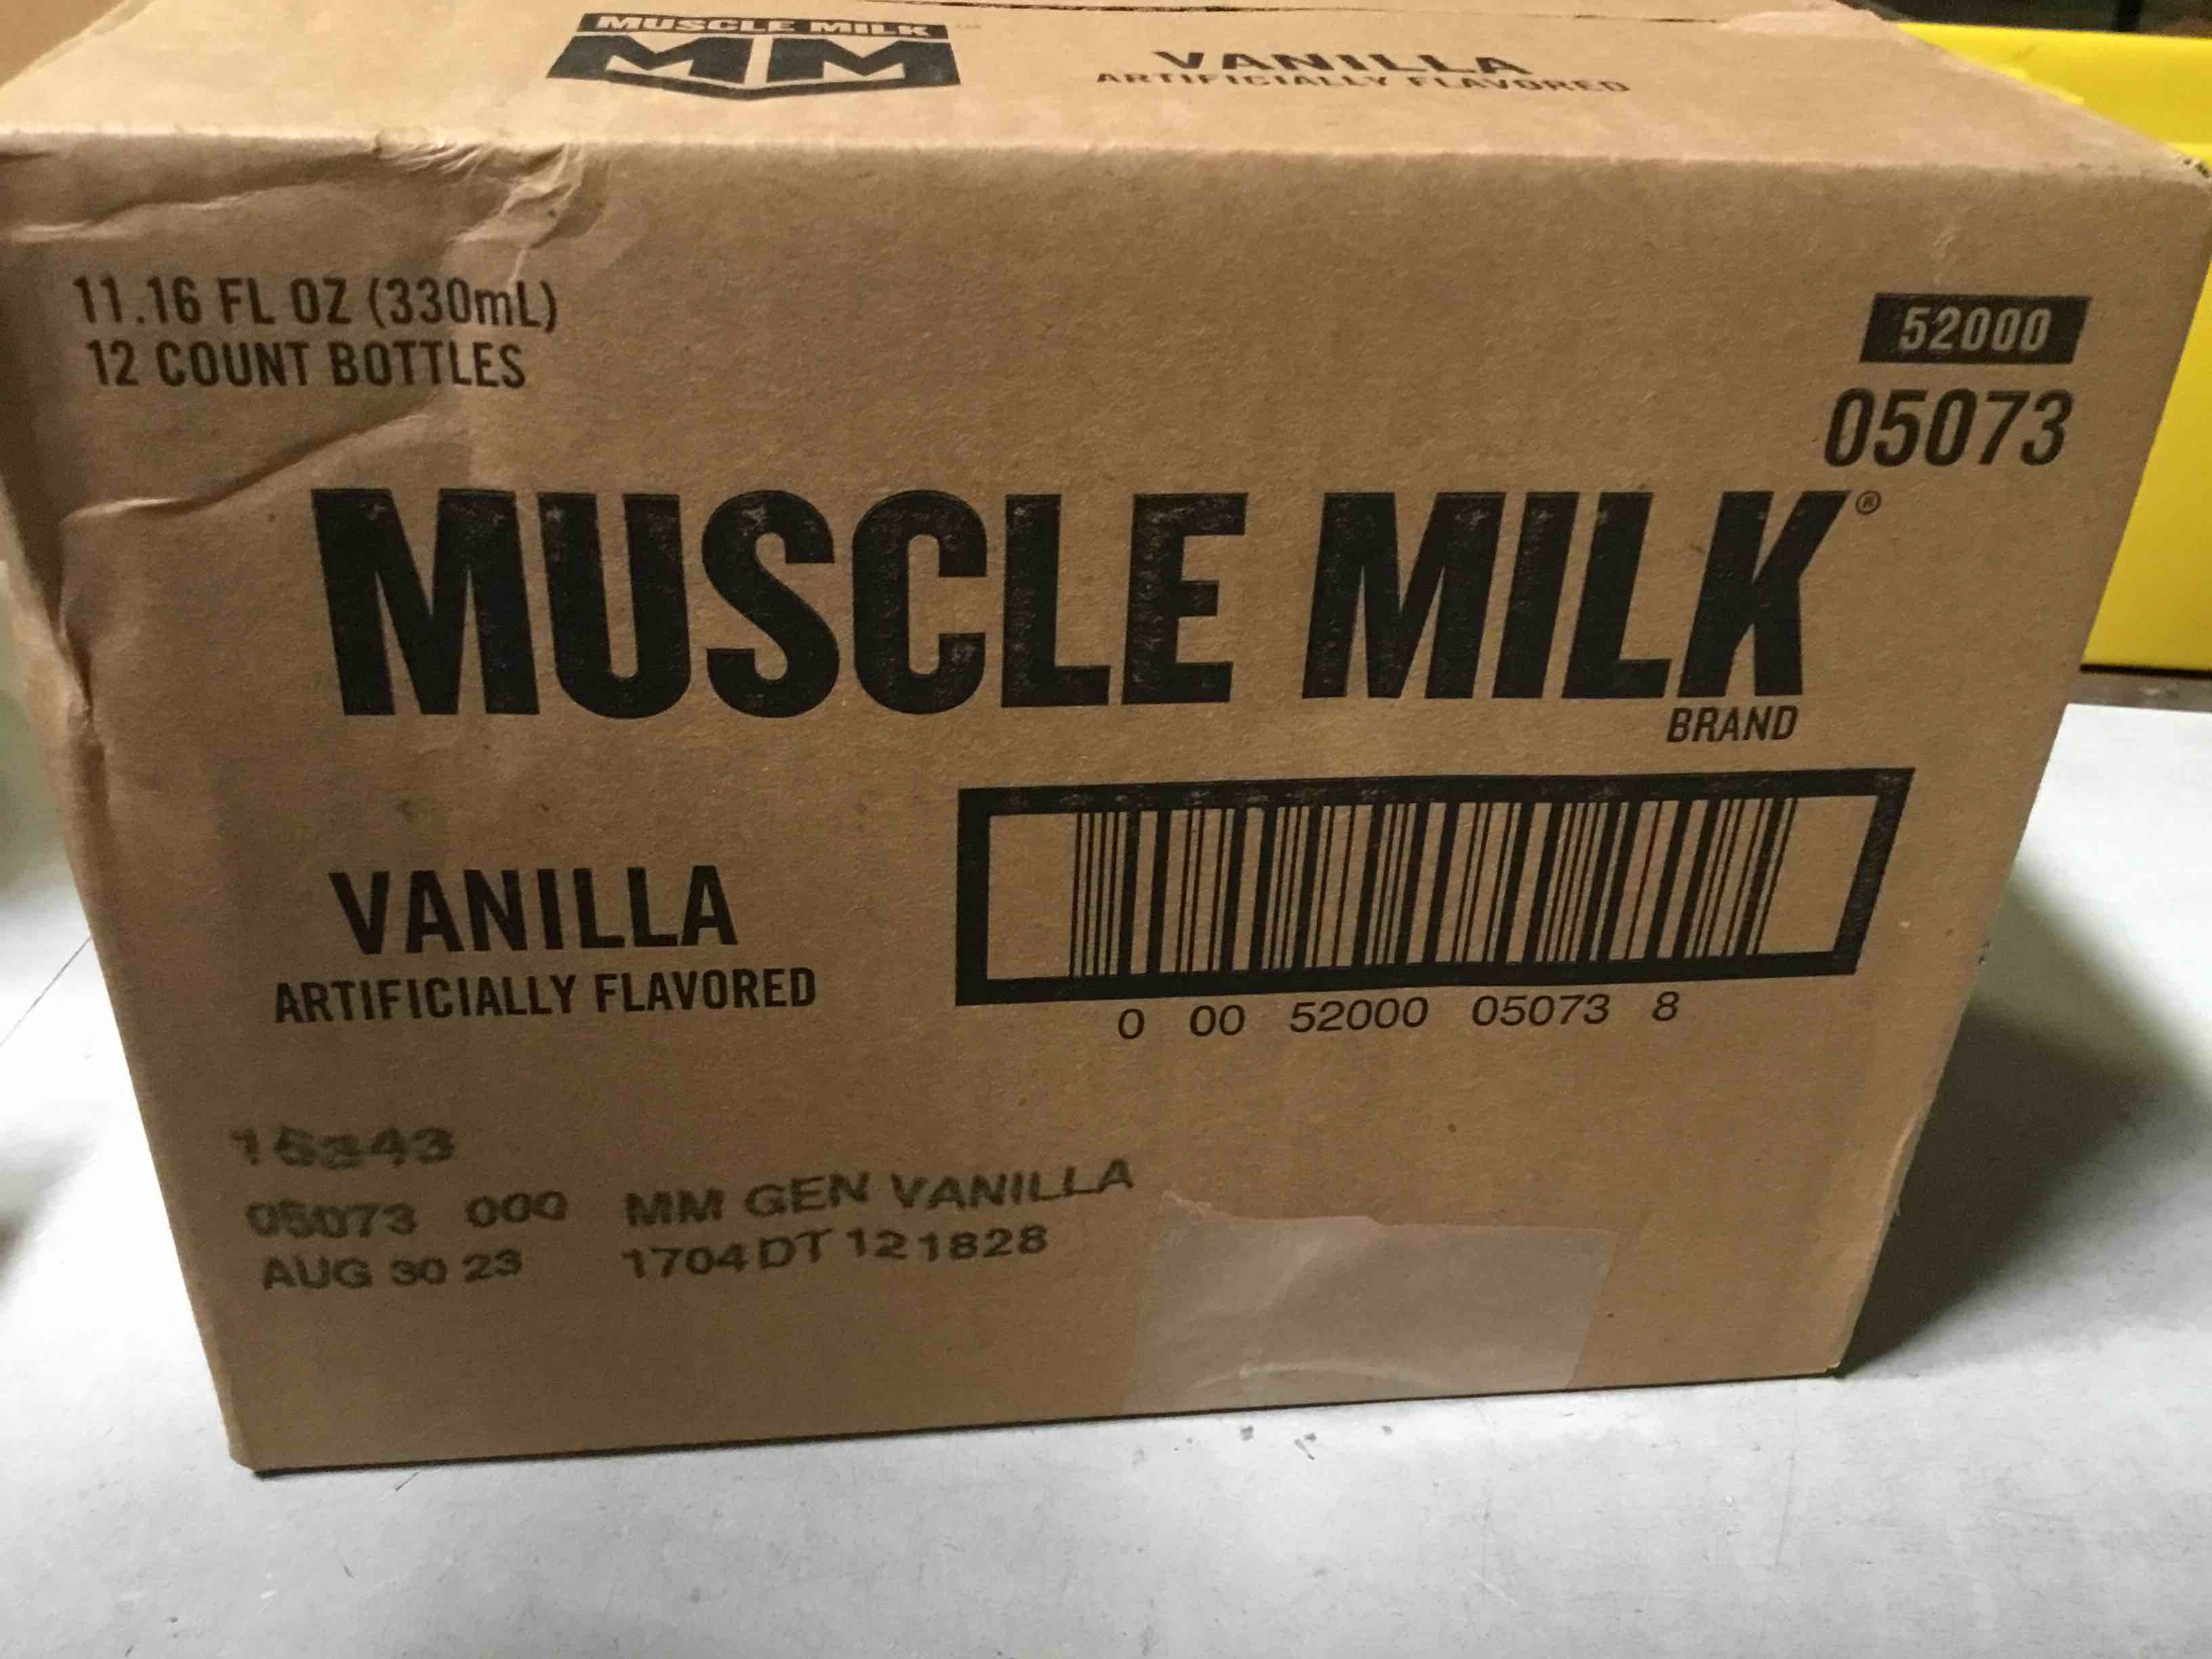 MUSCLE MILK
MM
VANILLA
ARTIFICIALLY FLAVORED
11.16 FL OZ (330mL)
12 COUNT BOTTLES
52000
05073
MUSCLE MILK®
BRAND
VANILLA
ARTIFICIALLY FLAVORED
0 00 52000 05073 8
05073 000 MM GEN VANILLA
AUG 30 23 1704DT121828